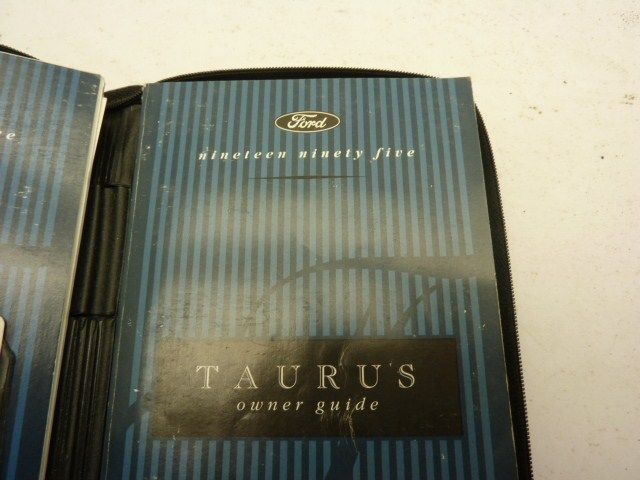 Ford
nineteen ninety five
TAURUS
owner guide